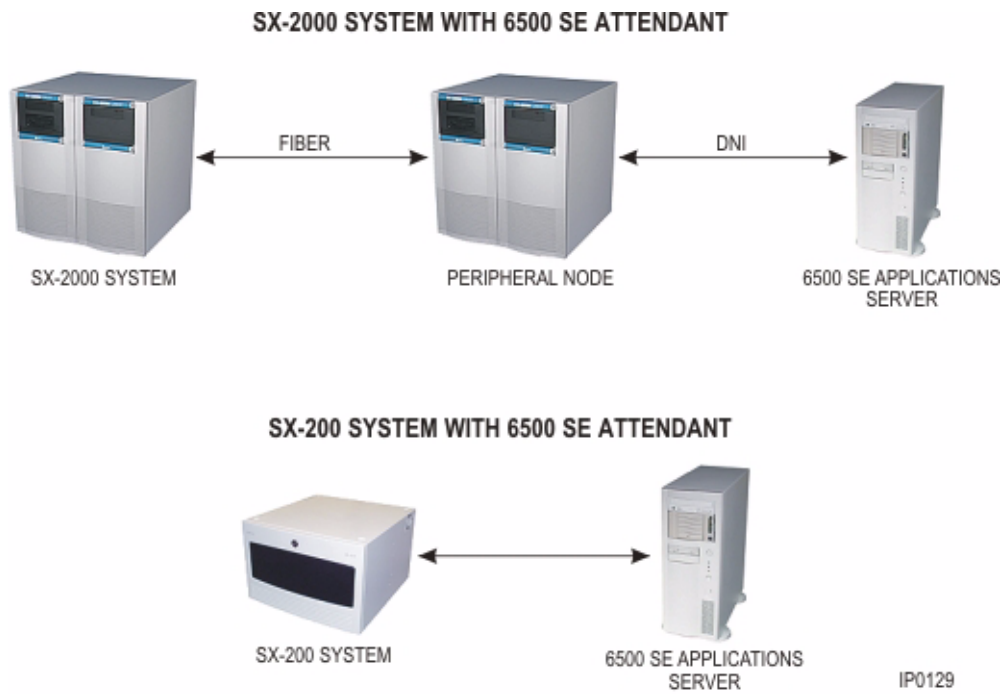 SX-2000 SYSTEM WITH 6500 SE ATTENDANT
FIBER
DNI
SX-2000 SYSTEM
PERIPHERAL NODE
6500 SE APPLICATIONS
SERVER
SX-200 SYSTEM WITH 6500 SE ATTENDANT
SX-200 SYSTEM
6500 SE APPLICATIONS
SERVER
IP0129